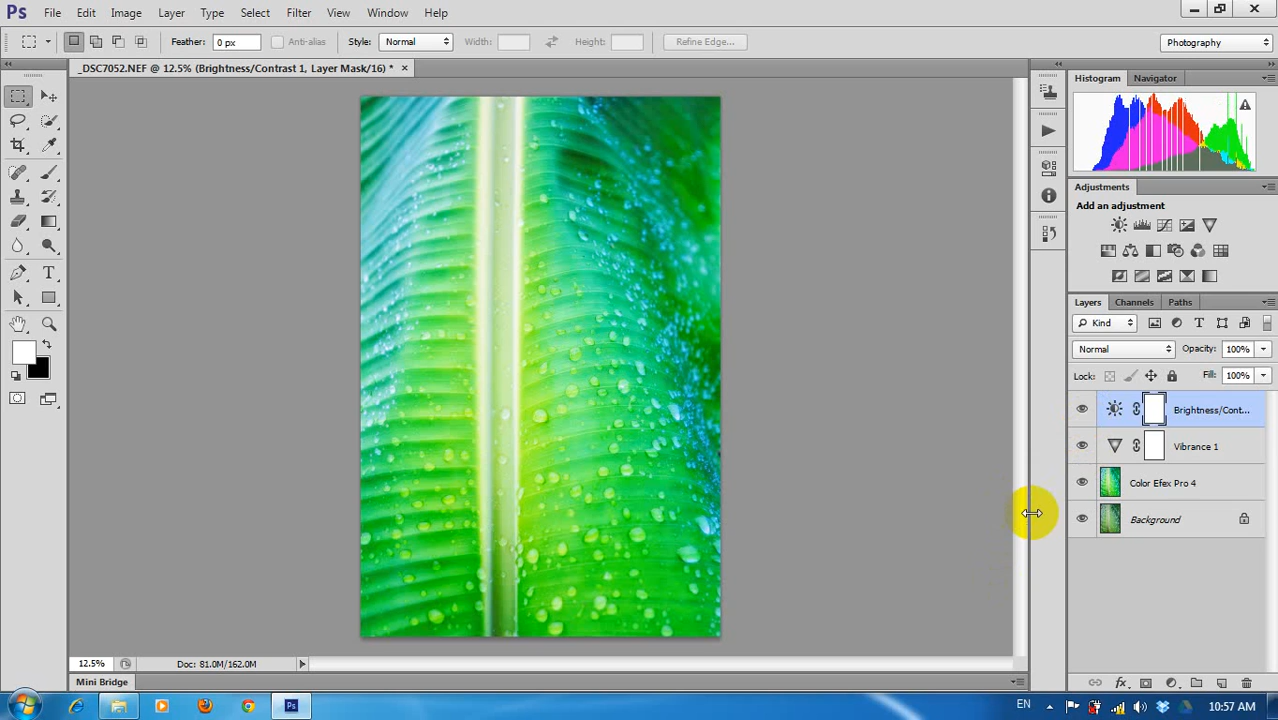 Ps File Edit Image Layer Type Select Filter View Window Help
Feather: 0 px Anti-alias Style: Normal Width: Height: Refine Edge... Photography
_DSC7052.NEF @ 12.5% (Brightness/Contrast 1, Layer Mask/16) * ×
Histogram Navigator
Adjustments
Add an adjustment
Layers Channels Paths
Kind T
Normal Opacity: 100%
Lock: Fill: 100%
Brightness/Cont...
Vibrance 1
Color Efex Pro 4
Background
12.5% Doc: 81.0M/162.0M
fx
Mini Bridge
Ps EN 10:57 AM